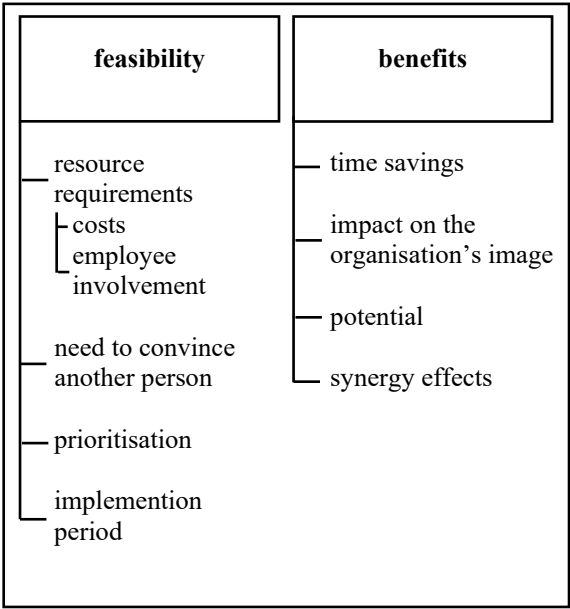 feasibility
resource
requirements
costs
employee
involvement
need to convince
another person
prioritisation
implemention
period
benefits
time savings
impact on the
organisation’s image
potential
synergy effects